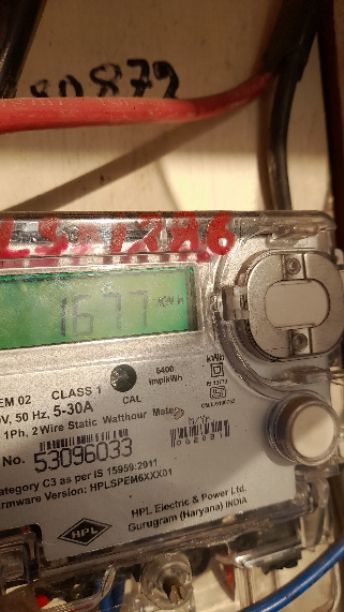 80879
1677 kWh
EM 02 CLASS 1
V, 50 Hz, 5-30A
6400
imp/kWh
kWh
1Ph, 2 Wire Static Watthour Meter
No. 53096033
ategory C3 as per IS 15959:2011
rmware Version: HPLSPEM6XXX01
HPL
HPL Electric & Power Ltd.
Gurugram (Haryana) INDIA